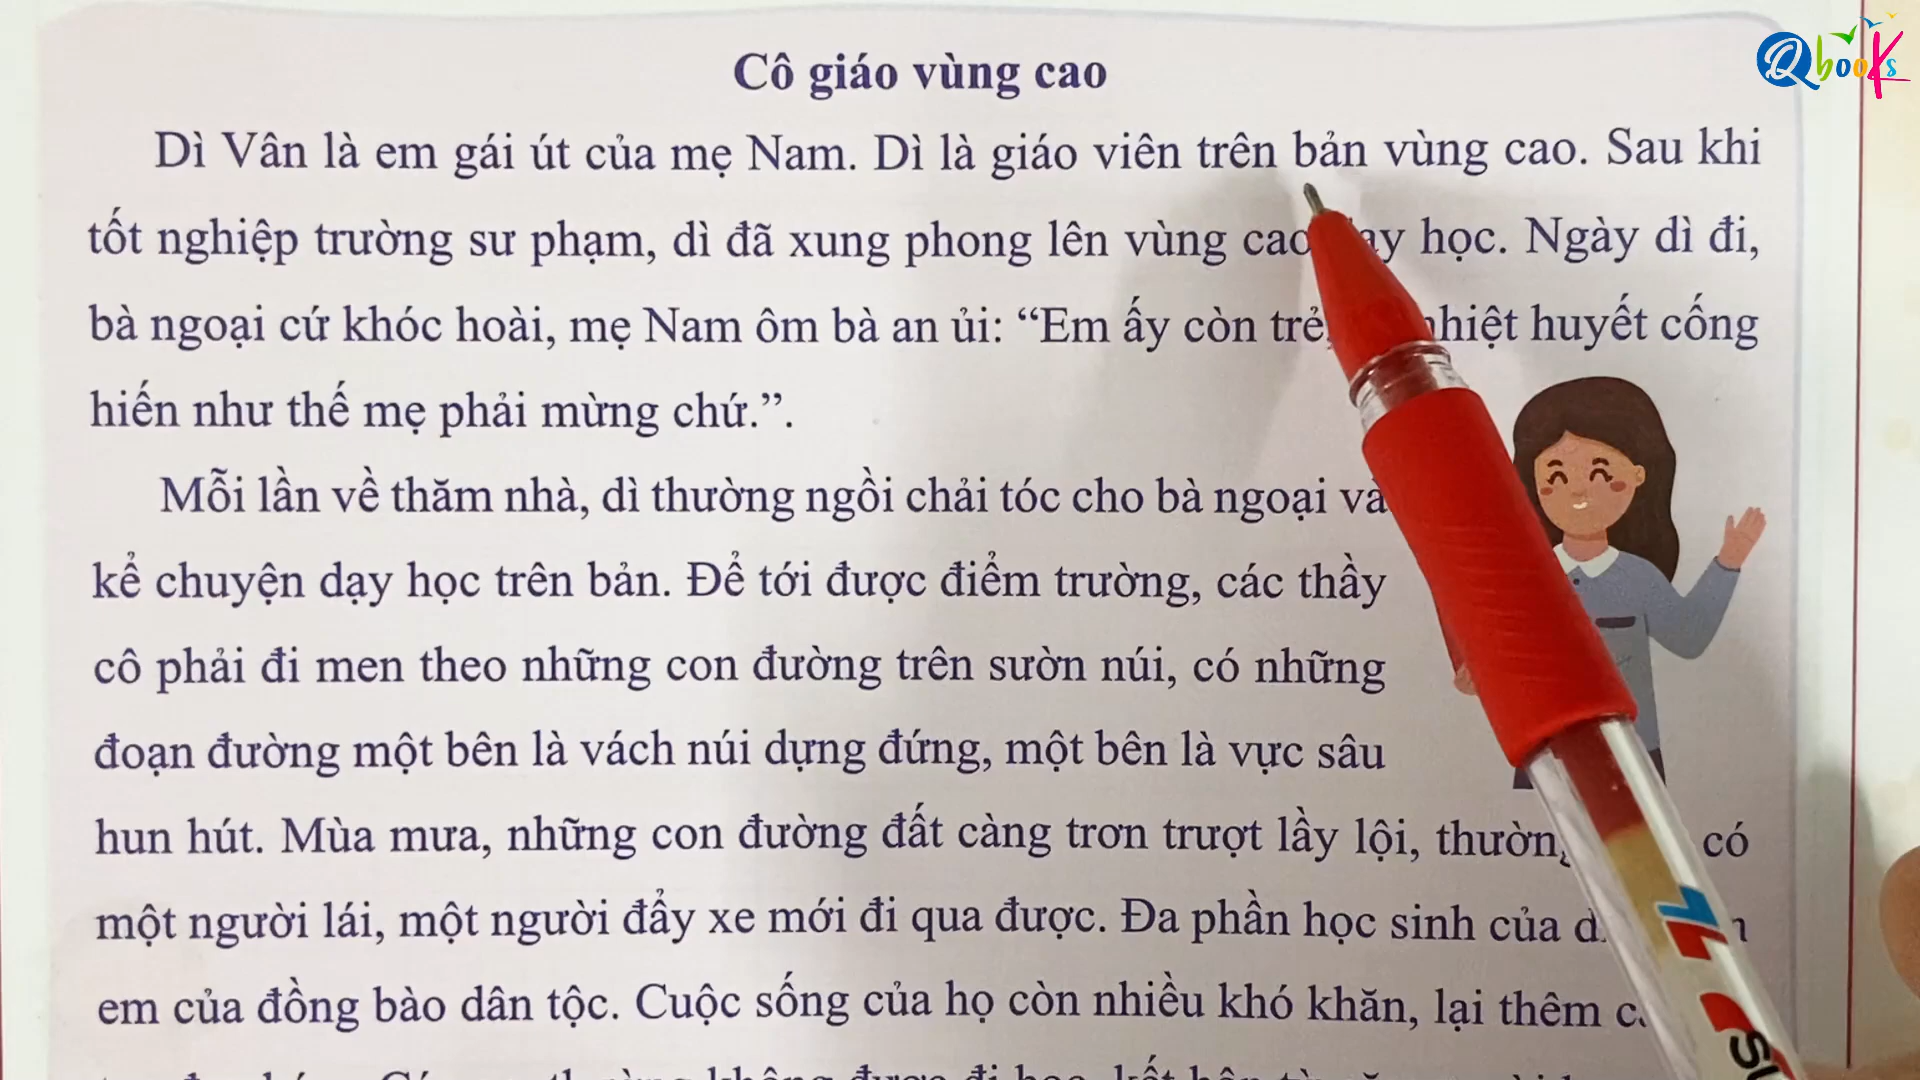 Qbooks
Cô giáo vùng cao
Dì Vân là em gái út của mẹ Nam. Dì là giáo viên trên bản vùng cao. Sau khi
tốt nghiệp trường sư phạm, dì đã xung phong lên vùng cao học. Ngày dì đi,
bà ngoại cứ khóc hoài, mẹ Nam ôm bà an ủi: “Em ấy còn trẻ, nhiệt huyết cống
hiến như thế mẹ phải mừng chứ.”.
Mỗi lần về thăm nhà, dì thường ngồi chải tóc cho bà ngoại và
kể chuyện dạy học trên bản. Để tới được điểm trường, các thầy
cô phải đi men theo những con đường trên sườn núi, có những
đoạn đường một bên là vách núi dựng đứng, một bên là vực sâu
hun hút. Mùa mưa, những con đường đất càng trơn trượt lầy lội, thường có
một người lái, một người đẩy xe mới đi qua được. Đa phần học sinh của
em của đồng bào dân tộc. Cuộc sống của họ còn nhiều khó khăn, lại thêm